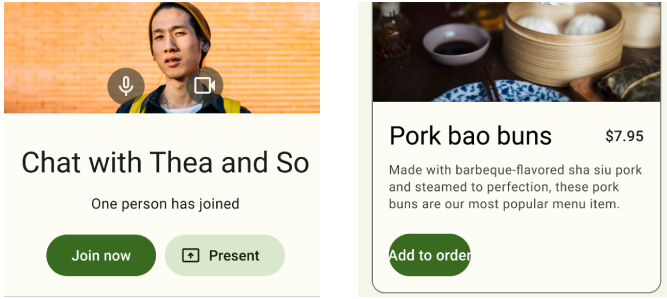 Chat with Thea and So
One person has joined
Join now
Present
Pork bao buns
$7.95
Made with barbeque-flavored sha siu pork
and steamed to perfection, these pork
buns are our most popular menu item.
Add to order